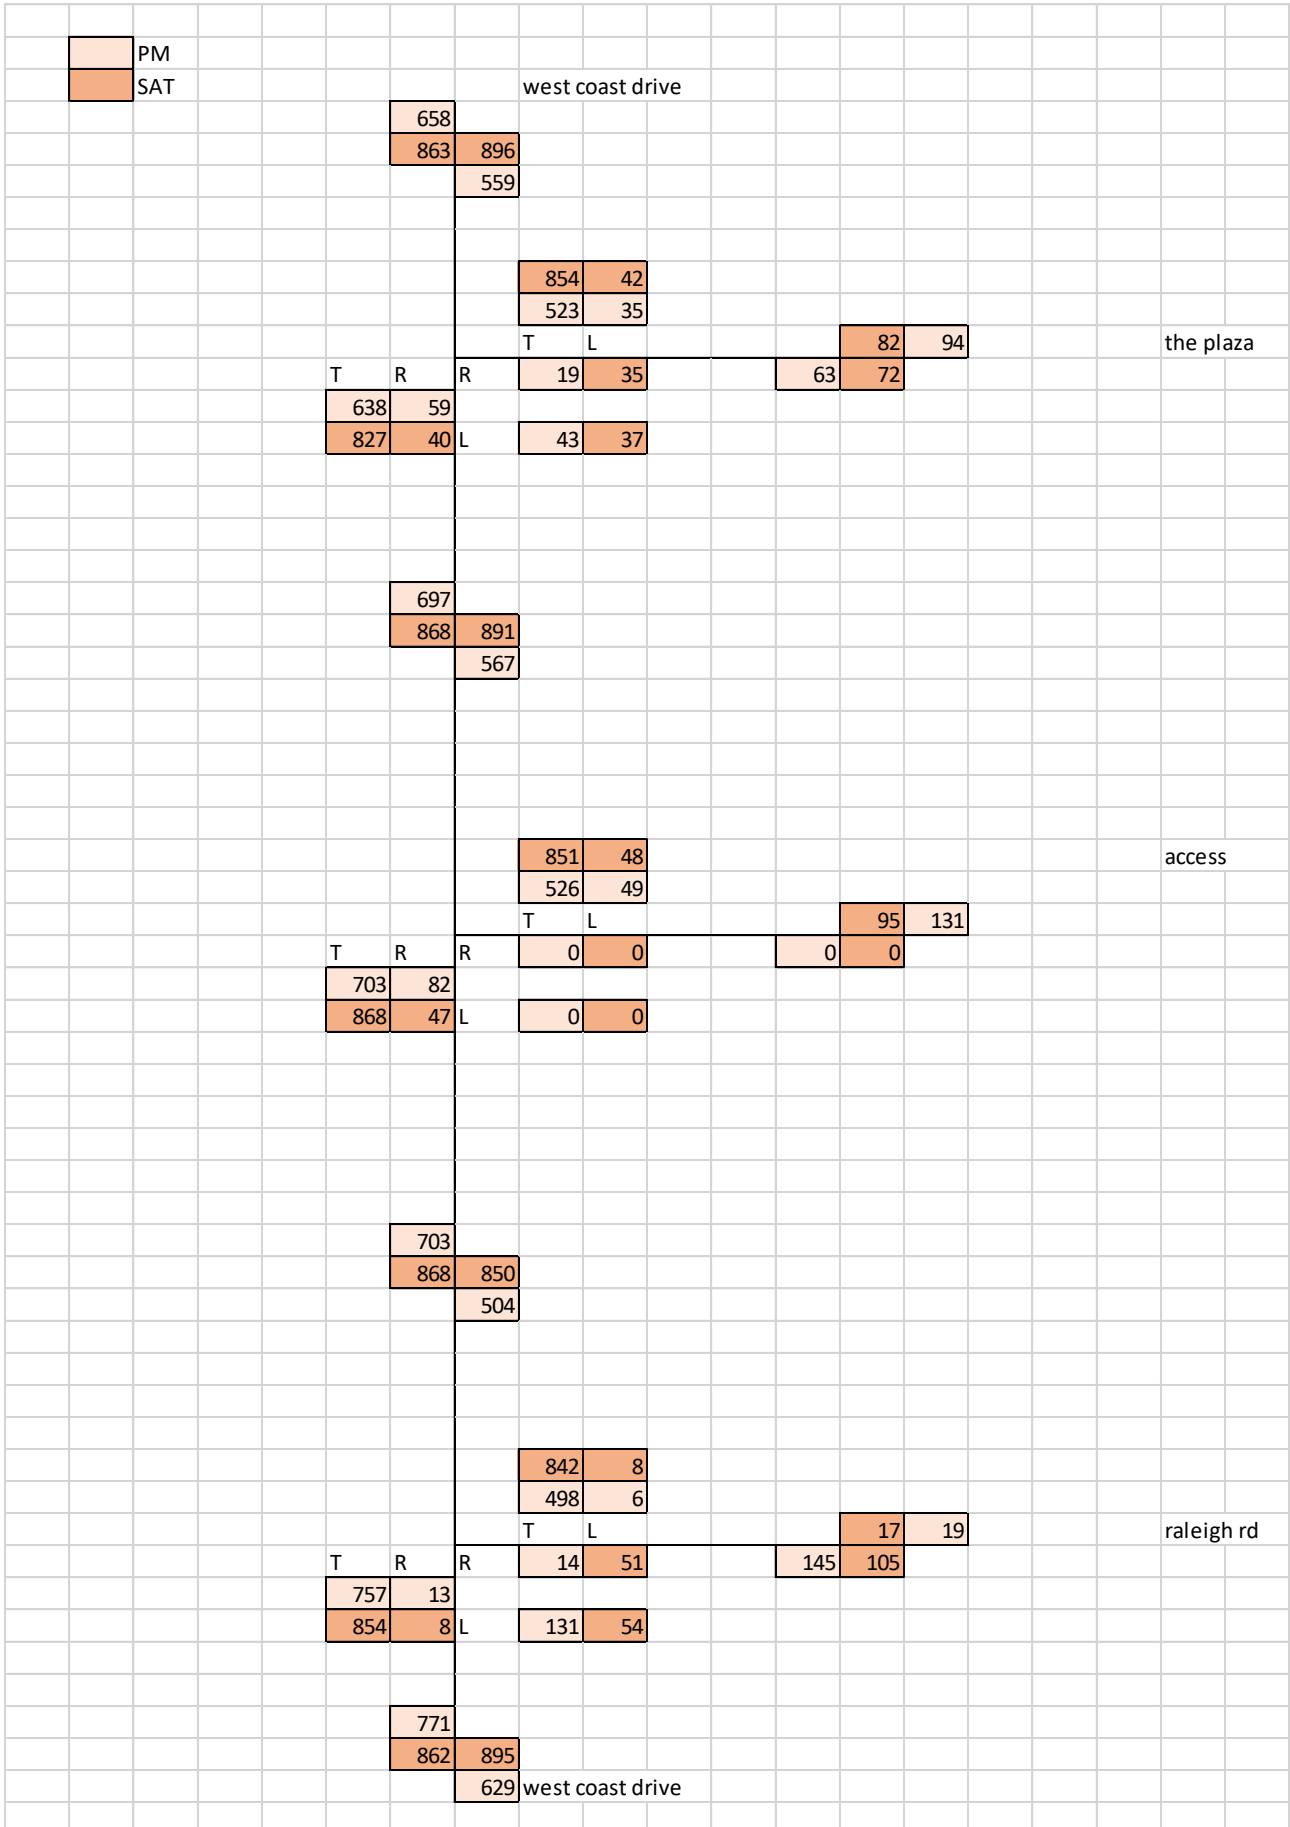 PM
SAT
west coast drive
658
863 896
559
854 42
523 35
T L 82 94 the plaza
T R R 19 35 63 72
638 59
827 40 L 43 37
697
868 891
567
851 48 access
526 49
T L 95 131
T R R 0 0 0 0
703 82
868 47 L 0 0
703
868 850
504
842 8
498 6
T L 17 19 raleigh rd
T R R 14 51 145 105
757 13
854 8 L 131 54
771
862 895
629 west coast drive